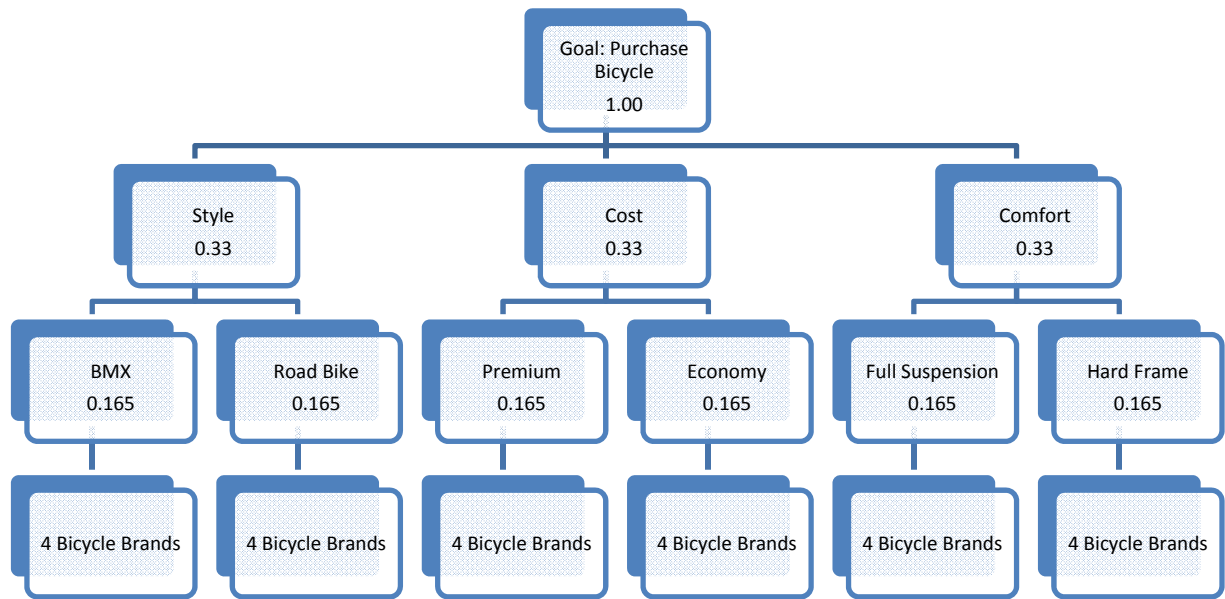 Goal: Purchase
Bicycle
1.00
Style
0.33
Cost
0.33
Comfort
0.33
BMX
0.165
Road Bike
0.165
Premium
0.165
Economy
0.165
Full Suspension
0.165
Hard Frame
0.165
4 Bicycle Brands
4 Bicycle Brands
4 Bicycle Brands
4 Bicycle Brands
4 Bicycle Brands
4 Bicycle Brands